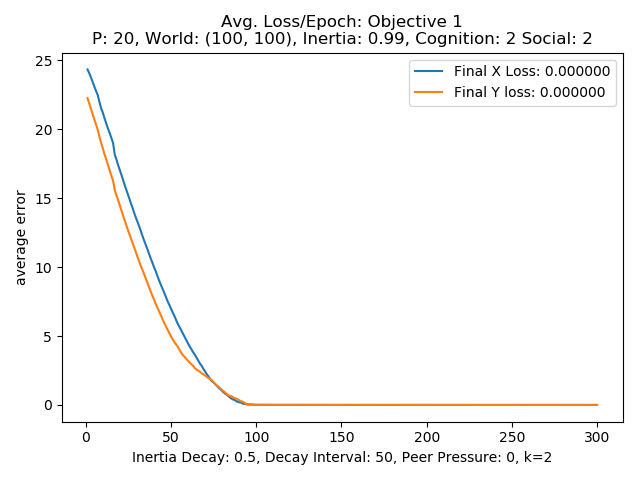 Avg. Loss/Epoch: Objective 1
P: 20, World: (100, 100), Inertia: 0.99, Cognition: 2 Social: 2
Final X Loss: 0.000000
Final Y loss: 0.000000
average error
25
20
15
10
5
0
0 50 100 150 200 250 300
Inertia Decay: 0.5, Decay Interval: 50, Peer Pressure: 0, k=2